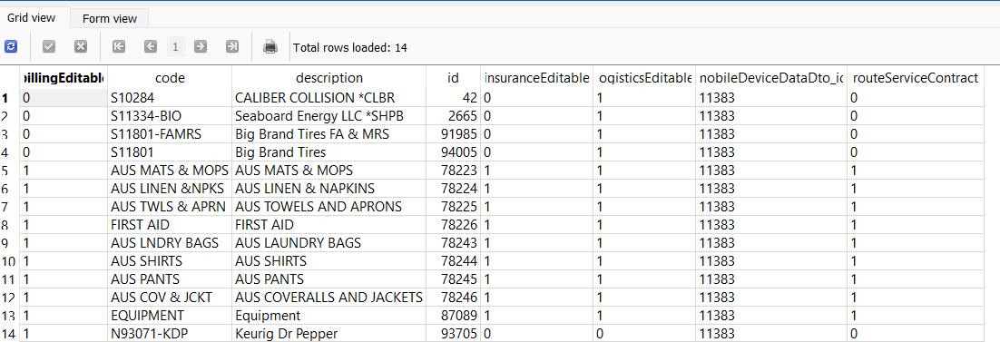 Grid view Form view
1 Total rows loaded: 14
illingEditable code description id insuranceEditable ogisticsEditable nobileDeviceDataDto_id routeServiceContract
1 0 S10284 CALIBER COLLISION *CLBR 42 0 1 11383 0
2 0 S11334-BIO Seaboard Energy LLC *SHPB 2665 0 1 11383 0
3 0 S11801-FAMRS Big Brand Tires FA & MRS 91985 0 1 11383 0
4 0 S11801 Big Brand Tires 94005 0 1 11383 0
5 1 AUS MATS & MOPS AUS MATS & MOPS 78223 1 1 11383 1
6 1 AUS LINEN &NPKS AUS LINEN & NAPKINS 78224 1 1 11383 1
7 1 AUS TWLS & APRN AUS TOWELS AND APRONS 78225 1 1 11383 1
8 1 FIRST AID FIRST AID 78226 1 1 11383 1
9 1 AUS LNDRY BAGS AUS LAUNDRY BAGS 78243 1 1 11383 1
10 1 AUS SHIRTS AUS SHIRTS 78244 1 1 11383 1
11 1 AUS PANTS AUS PANTS 78245 1 1 11383 1
12 1 AUS COV & JCKT AUS COVERALLS AND JACKETS 78246 1 1 11383 1
13 1 EQUIPMENT Equipment 87089 1 1 11383 1
14 1 N93071-KDP Keurig Dr Pepper 93705 0 0 11383 0